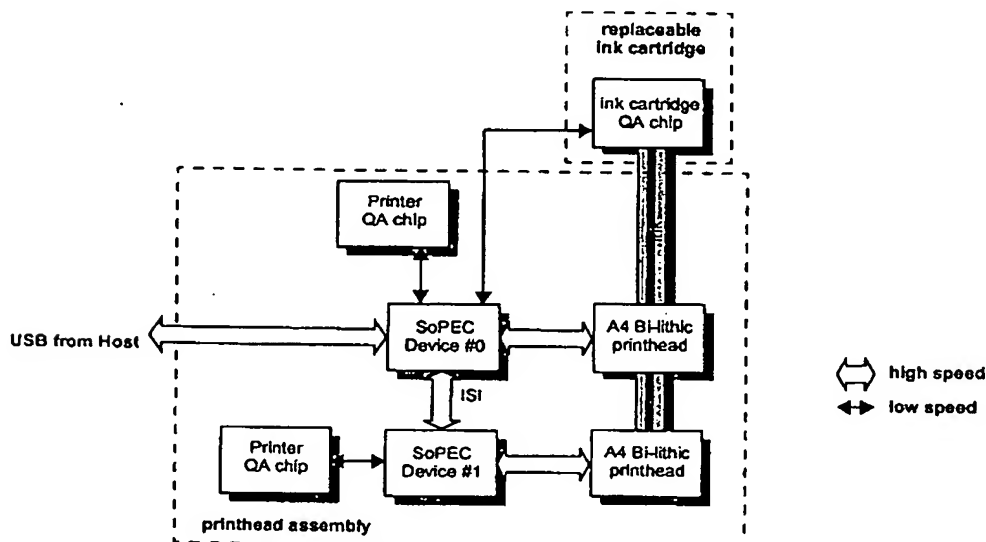 replaceable
ink cartridge
ink cartridge
QA chip
Printer
QA chip
USB from Host
SoPEC
Device #0
A4 Bi-lithic
printhead
high speed
low speed
ISI
Printer
QA chip
SoPEC
Device #1
A4 Bi-lithic
printhead
printhead assembly